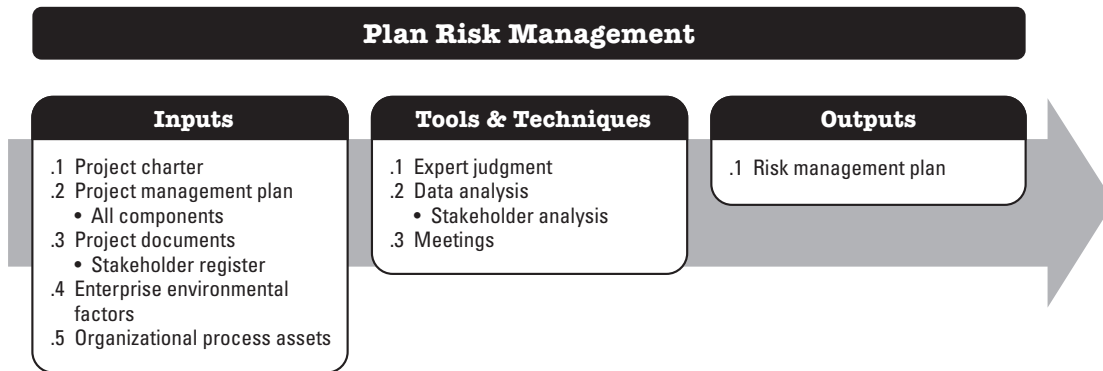 Plan Risk Management
Inputs
.1 Project charter
.2 Project management plan
• All components
.3 Project documents
• Stakeholder register
.4 Enterprise environmental
factors
.5 Organizational process assets
Tools & Techniques
.1 Expert judgment
.2 Data analysis
• Stakeholder analysis
.3 Meetings
Outputs
.1 Risk management plan